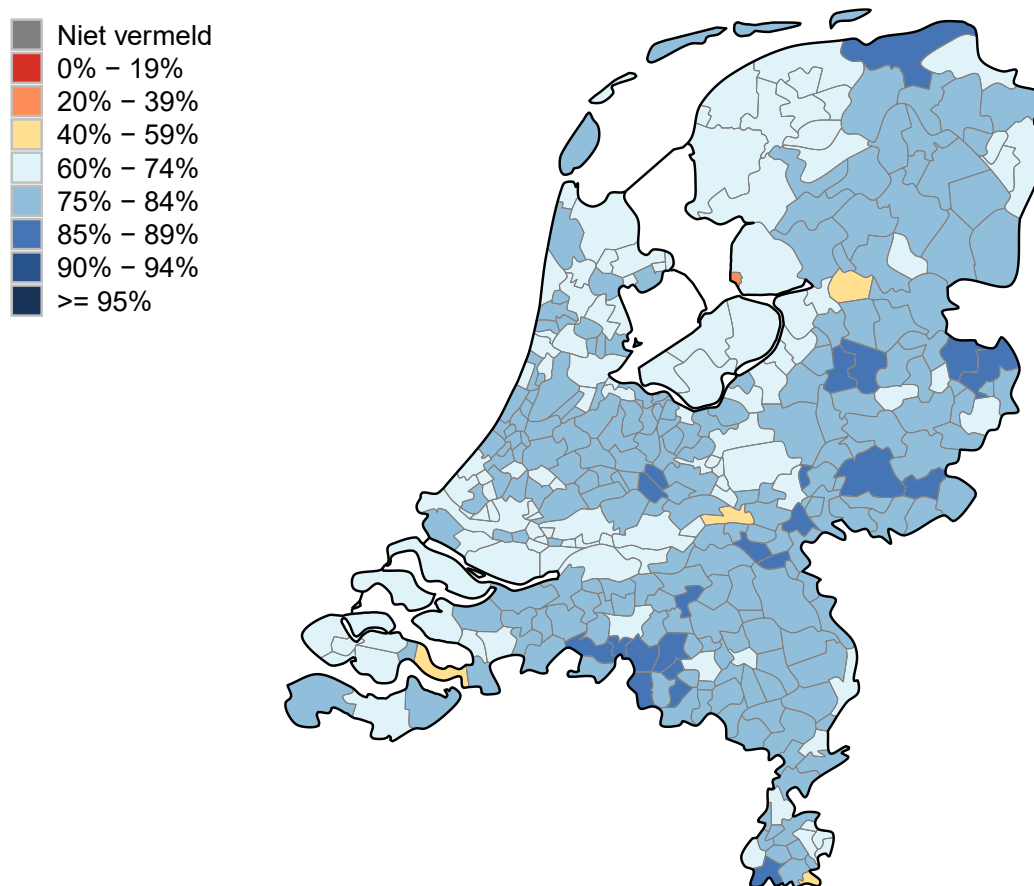 Niet vermeld
0% − 19%
20% − 39%
40% − 59%
60% − 74%
75% − 84%
85% − 89%
90% − 94%
>= 95%